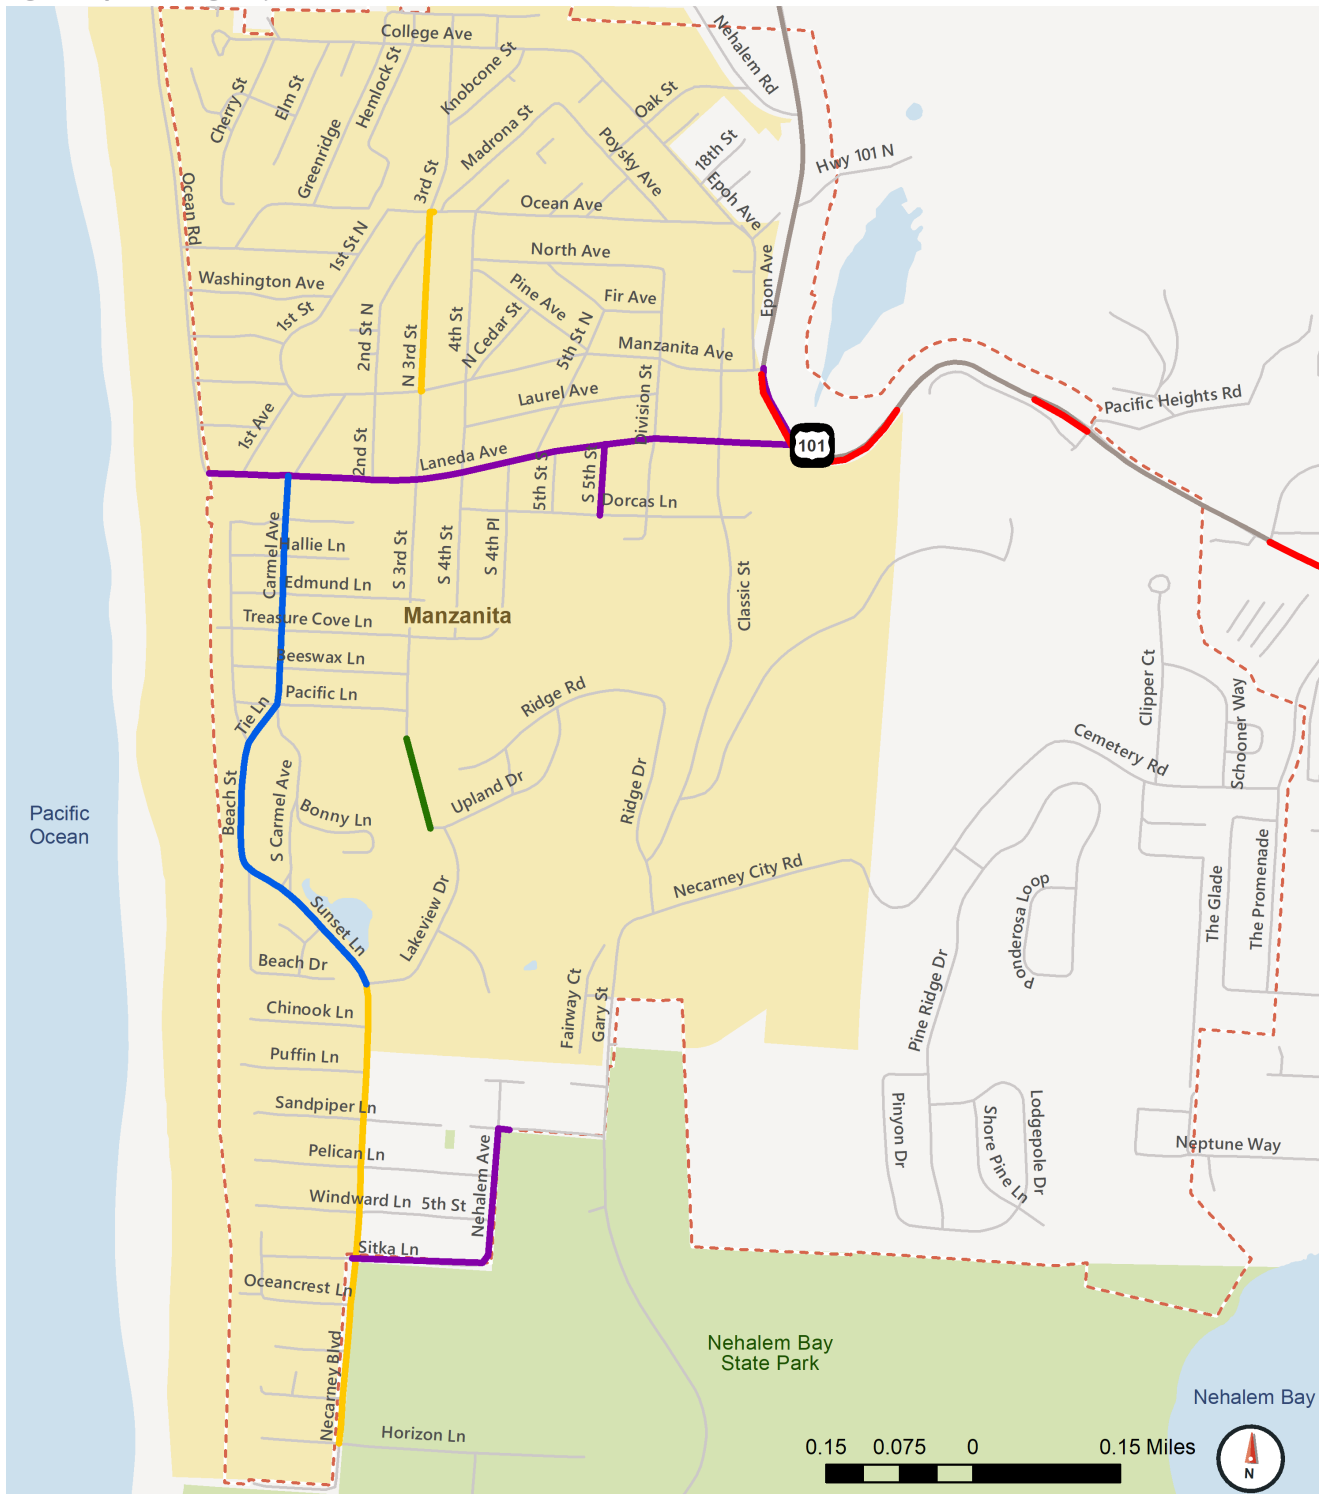 College Ave
Nehalem Rd
Knobcone St
Hemlock St
Cherry St
Elm St
Oak St
Madrona St
Greenridge
Poysky Ave
18th St
Hwy 101 N
3rd St
Epoh Ave
Ocean Rd
Ocean Ave
1st St N
North Ave
Washington Ave
Epon Ave
Pine Ave
Fir Ave
1st St
2nd St N
N 3rd St
4th St
N Cedar St
5th St N
Manzanita Ave
Laurel Ave
Division St
Pacific Heights Rd
1st Ave
2nd St
Laneda Ave
101
5th St S
S 5th St
Dorcas Ln
Carmel Ave
Hallie Ln
S 3rd St
S 4th St
S 4th Pl
Edmund Ln
Classic St
Treasure Cove Ln
Manzanita
Beeswax Ln
Pacific Ln
Tie Ln
Ridge Rd
Clipper Ct
Schooner Way
Cemetery Rd
Beach St
S Carmel Ave
Bonny Ln
Upland Dr
Ridge Dr
Pacific
Ocean
Necarney City Rd
Ponderosa Loop
The Glade
The Promenade
Sunset Ln
Lakeview Dr
Beach Dr
Fairway Ct
Gary St
Pine Ridge Dr
Chinook Ln
Puffin Ln
Sandpiper Ln
Pelican Ln
Nehalem Ave
Pinyon Dr
Shore Pine Ln
Lodgepole Dr
Neptune Way
Windward Ln
5th St
Sitka Ln
Oceancrest Ln
Necarney Blvd
Nehalem Bay
State Park
Nehalem Bay
Horizon Ln
0.15 0.075 0 0.15 Miles
N